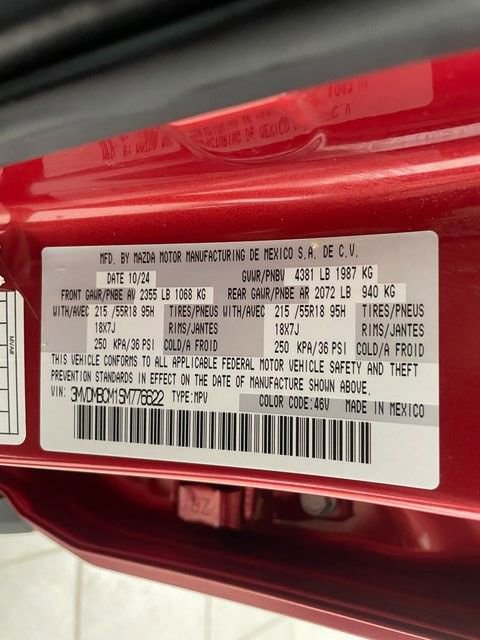 MFD. BY MAZDA MOTOR MANUFACTURING DE MEXICO S.A. DE C.V.
DATE 10/24 GVWR/PNBV 4381 LB 1987 KG
FRONT GAWR/PNBE AV 2355 LB 1068 KG REAR GAWR/PNBE AR 2072 LB 940 KG
WITH/AVEC 215 /55R18 95H TIRES/PNEUS WITH/AVEC 215 /55R18 95H TIRES/PNEUS
18X7J RIMS/JANTES 18X7J RIMS/JANTES
250 KPA/36 PSI COLD/A FROID 250 KPA/36 PSI COLD/A FROID
THIS VEHICLE CONFORMS TO ALL APPLICABLE FEDERAL MOTOR VEHICLE SAFETY AND THEFT
PREVENTION STANDARDS IN EFFECT ON THE DATE OF MANUFACTURE SHOWN ABOVE.
VIN: 3MVDMBCM1SM776622 TYPE:MPV COLOR CODE:46V MADE IN MEXICO